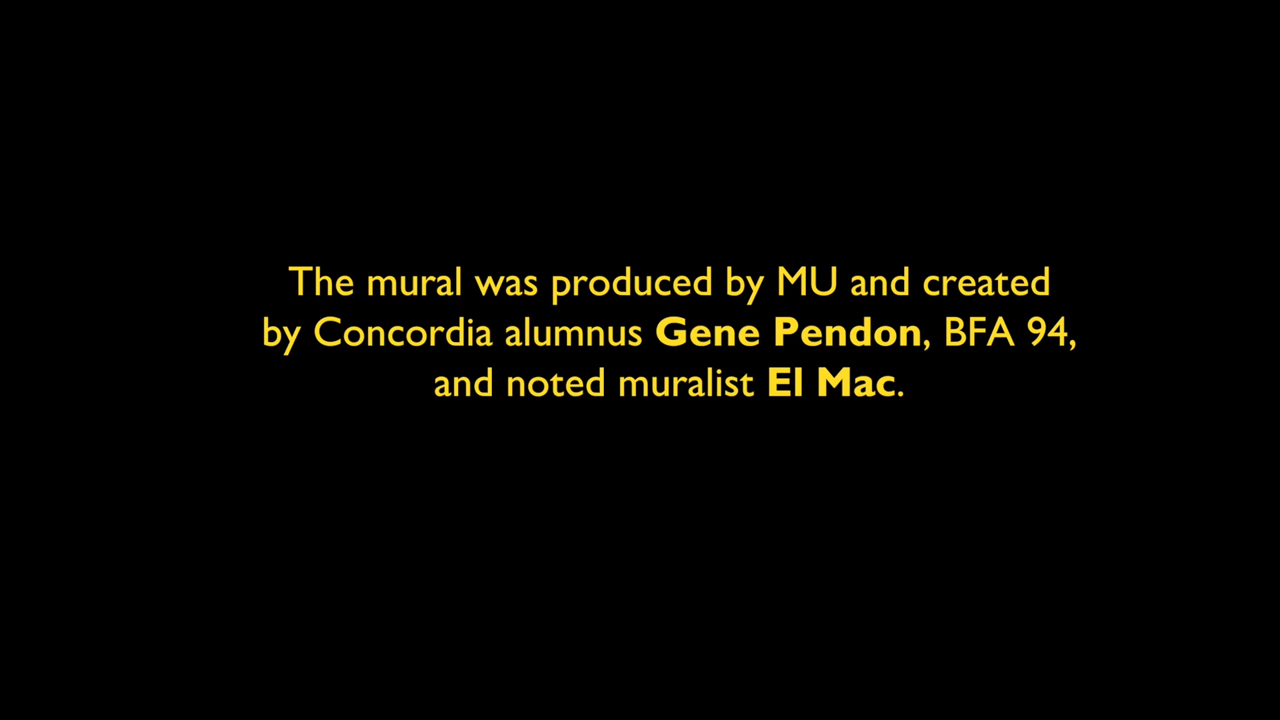 The mural was produced by MU and created
by Concordia alumnus Gene Pendon, BFA 94,
and noted muralist El Mac.